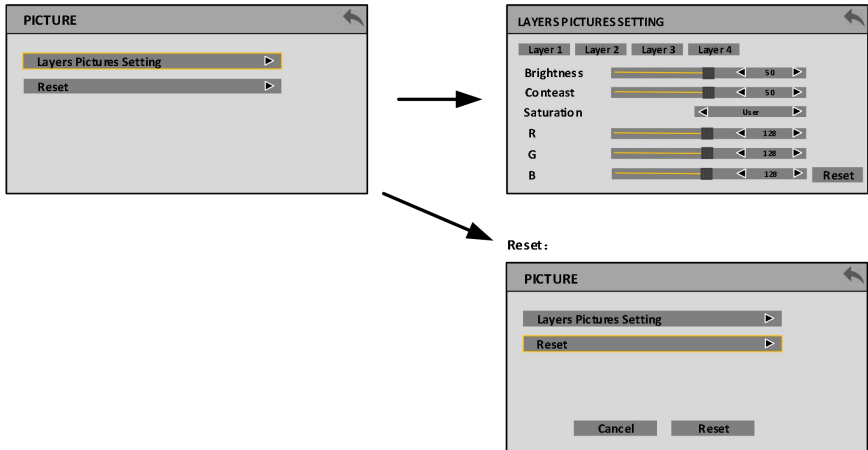 PICTURE
Layers Pictures Setting
Reset
LAYERS PICTURES SETTING
Layer 1 Layer 2 Layer 3 Layer 4
Brightness 50
Conteast 50
Saturation User
R 128
G 128
B 128 Reset
Reset:
PICTURE
Layers Pictures Setting
Reset
Cancel Reset